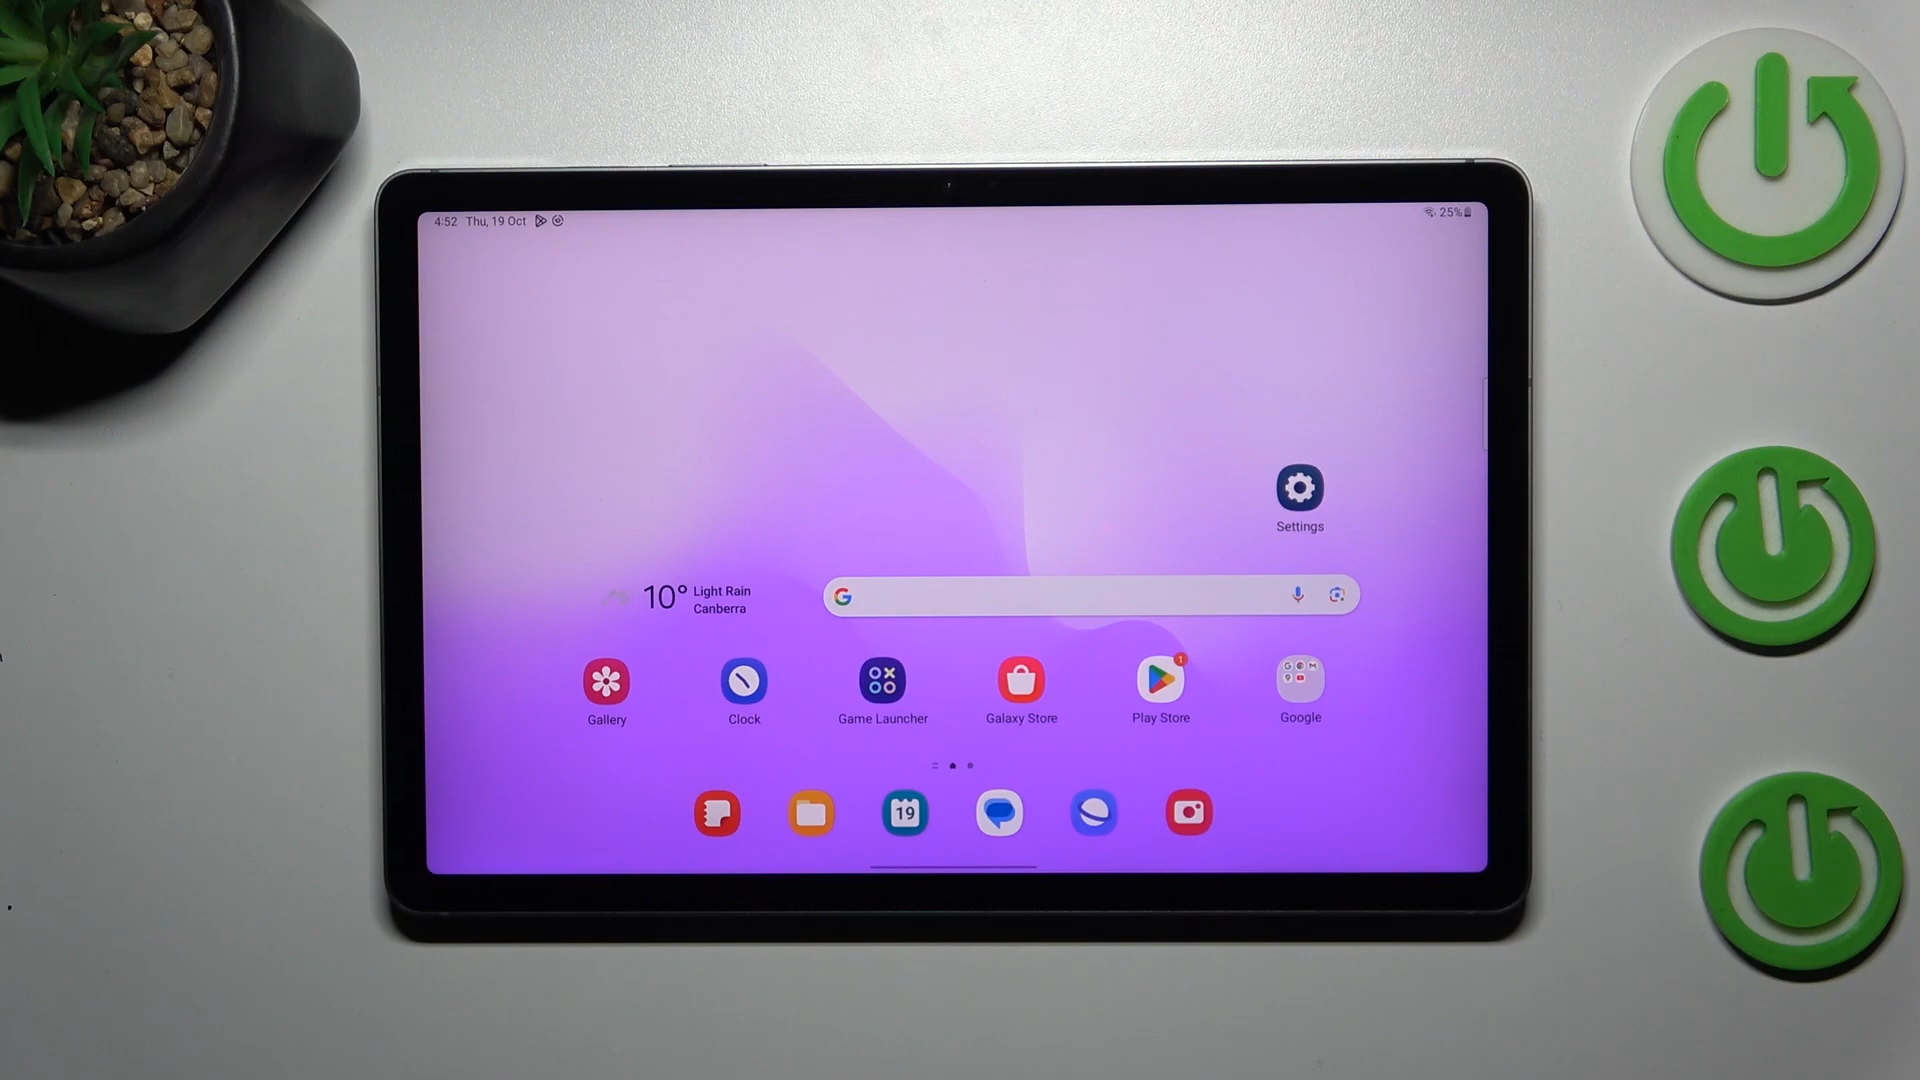 4:52 Thu, 19 Oct
25%
Settings
10° Light Rain
Canberra
G
Gallery
Clock
Game Launcher
Galaxy Store
1
Play Store
Google
19